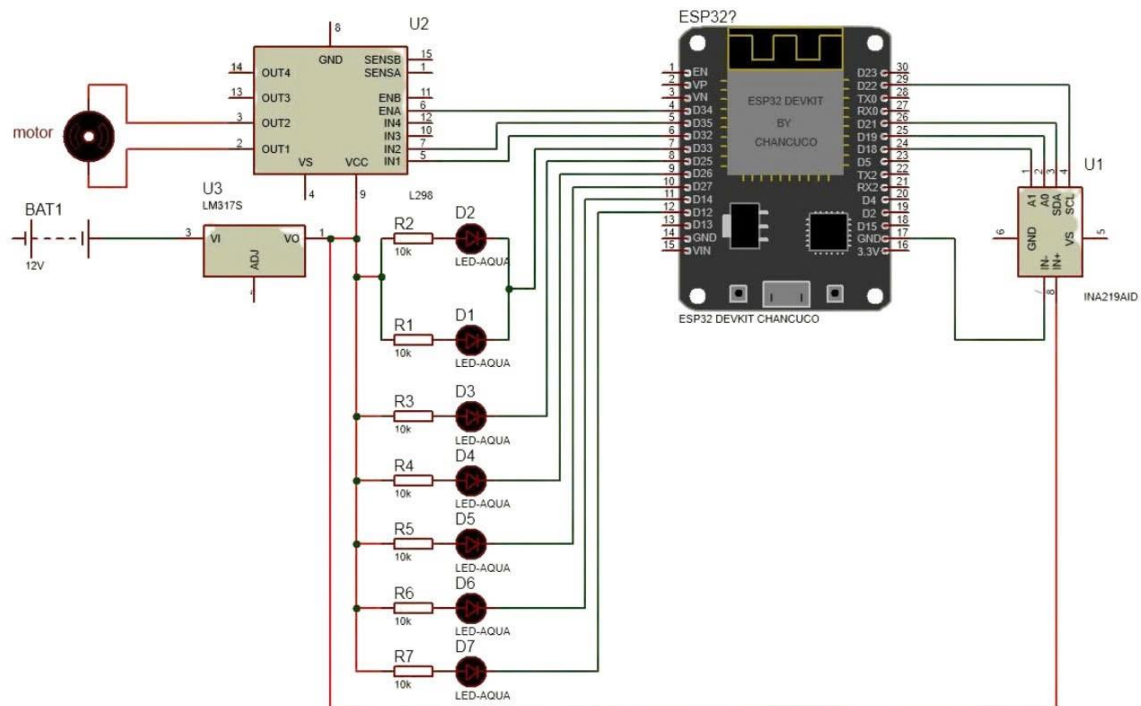 ESP32?
U2
8
GND
SENSB 15
SENSA 1
14 OUT4
13 OUT3
ENB 11
ENA 6
3 OUT2
IN4 12
IN3 10
2 OUT1
IN2 7
IN1 5
VS
VCC
4
9
L298
motor
U3
LM317S
BAT1
12V
3 VI
VO 1
ADJ
R2
10k
D2
LED-AQUA
R1
10k
D1
LED-AQUA
R3
10k
D3
LED-AQUA
R4
10k
D4
LED-AQUA
R5
10k
D5
LED-AQUA
R6
10k
D6
LED-AQUA
R7
10k
D7
LED-AQUA
ESP32 DEVKIT
BY
CHANCUCO
1 EN
2 VP
3 VN
4 D34
5 D35
6 D32
7 D33
8 D25
9 D26
10 D27
11 D14
12 D12
13 D13
14 GND
15 VIN
D23 30
D22 29
TX0 28
RX0 27
D21 26
D19 25
D18 24
D5 23
TX2 22
RX2 21
D4 20
D2 19
D15 18
GND 17
3.3V 16
ESP32 DEVKIT CHANCUCO
U1
1
2
3
4
A1
A0
SDA
SCL
6
GND
VS
5
IN-
IN+
7
8
INA219AID